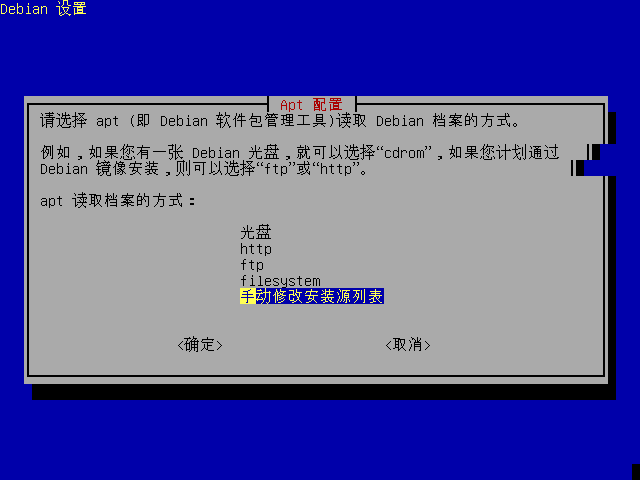 Debian 设置
Apt 配置
请选择 apt (即 Debian 软件包管理工具)读取 Debian 档案的方式。
例如，如果您有一张 Debian 光盘，就可以选择“cdrom”，如果您计划通过
Debian 镜像安装，则可以选择“ftp”或“http”。
apt 读取档案的方式：
光盘
http
ftp
filesystem
手动修改安装源列表
<确定> <取消>